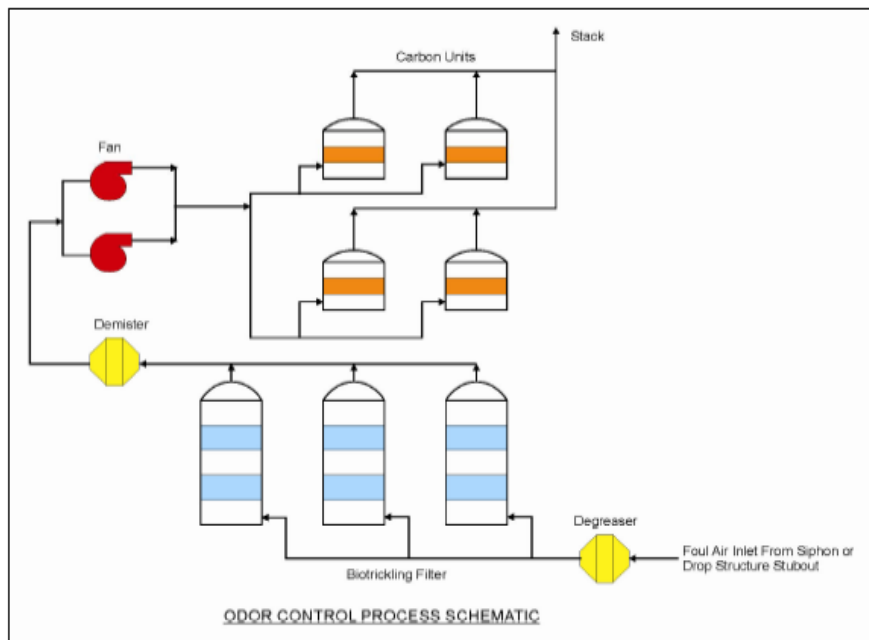 Stack
Carbon Units
Fan
Demister
Degreaser
Foul Air Inlet From Siphon or
Drop Structure Stubout
Biotrickling Filter
ODOR CONTROL PROCESS SCHEMATIC